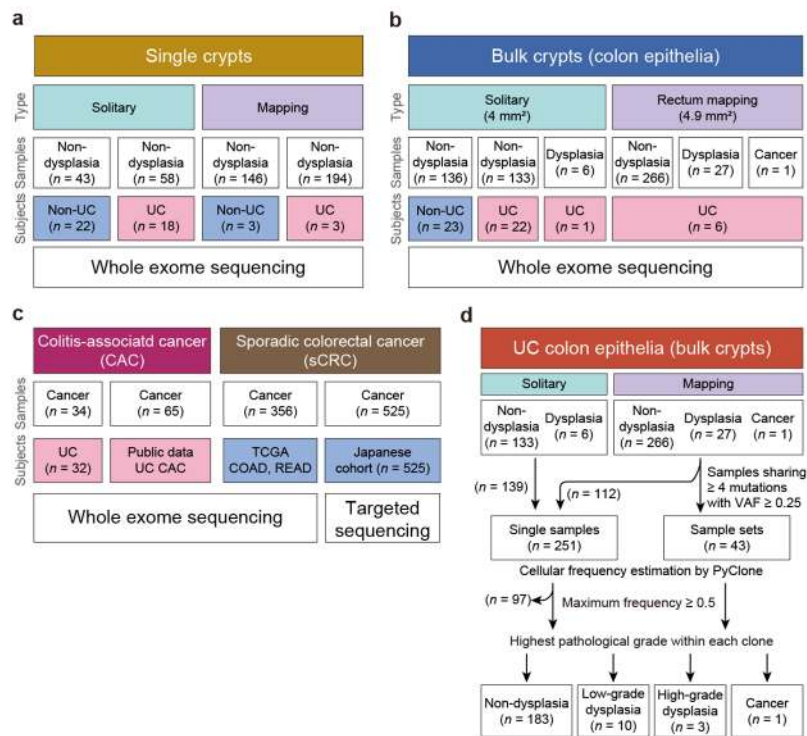 a
Single crypts
Type
Solitary
Mapping
Samples
Non-
dysplasia
(n = 43)
Non-
dysplasia
(n = 58)
Non-
dysplasia
(n = 146)
Non-
dysplasia
(n = 194)
Subjects
Non-UC
(n = 22)
UC
(n = 18)
Non-UC
(n = 3)
UC
(n = 3)
Whole exome sequencing
b
Bulk crypts (colon epithelia)
Type
Solitary
(4 mm²)
Rectum mapping
(4.9 mm²)
Samples
Non-
dysplasia
(n = 136)
Non-
dysplasia
(n = 133)
Dysplasia
(n = 6)
Non-
dysplasia
(n = 266)
Dysplasia
(n = 27)
Cancer
(n = 1)
Subjects
Non-UC
(n = 23)
UC
(n = 22)
UC
(n = 1)
UC
(n = 6)
Whole exome sequencing
c
Colitis-associatd cancer
(CAC)
Sporadic colorectal cancer
(sCRC)
Samples
Cancer
(n = 34)
Cancer
(n = 65)
Cancer
(n = 356)
Cancer
(n = 525)
Subjects
UC
(n = 32)
Public data
UC CAC
TCGA
COAD, READ
Japanese
cohort (n = 525)
Whole exome sequencing
Targeted
sequencing
d
UC colon epithelia (bulk crypts)
Solitary
Mapping
Non-
dysplasia
(n = 133)
Dysplasia
(n = 6)
Non-
dysplasia
(n = 266)
Dysplasia
(n = 27)
Cancer
(n = 1)
(n = 139)
(n = 112)
Samples sharing
≥ 4 mutations
with VAF ≥ 0.25
Single samples
(n = 251)
Sample sets
(n = 43)
Cellular frequency estimation by PyClone
(n = 97)
Maximum frequency ≥ 0.5
Highest pathological grade within each clone
Non-dysplasia
(n = 183)
Low-grade
dysplasia
(n = 10)
High-grade
dysplasia
(n = 3)
Cancer
(n = 1)